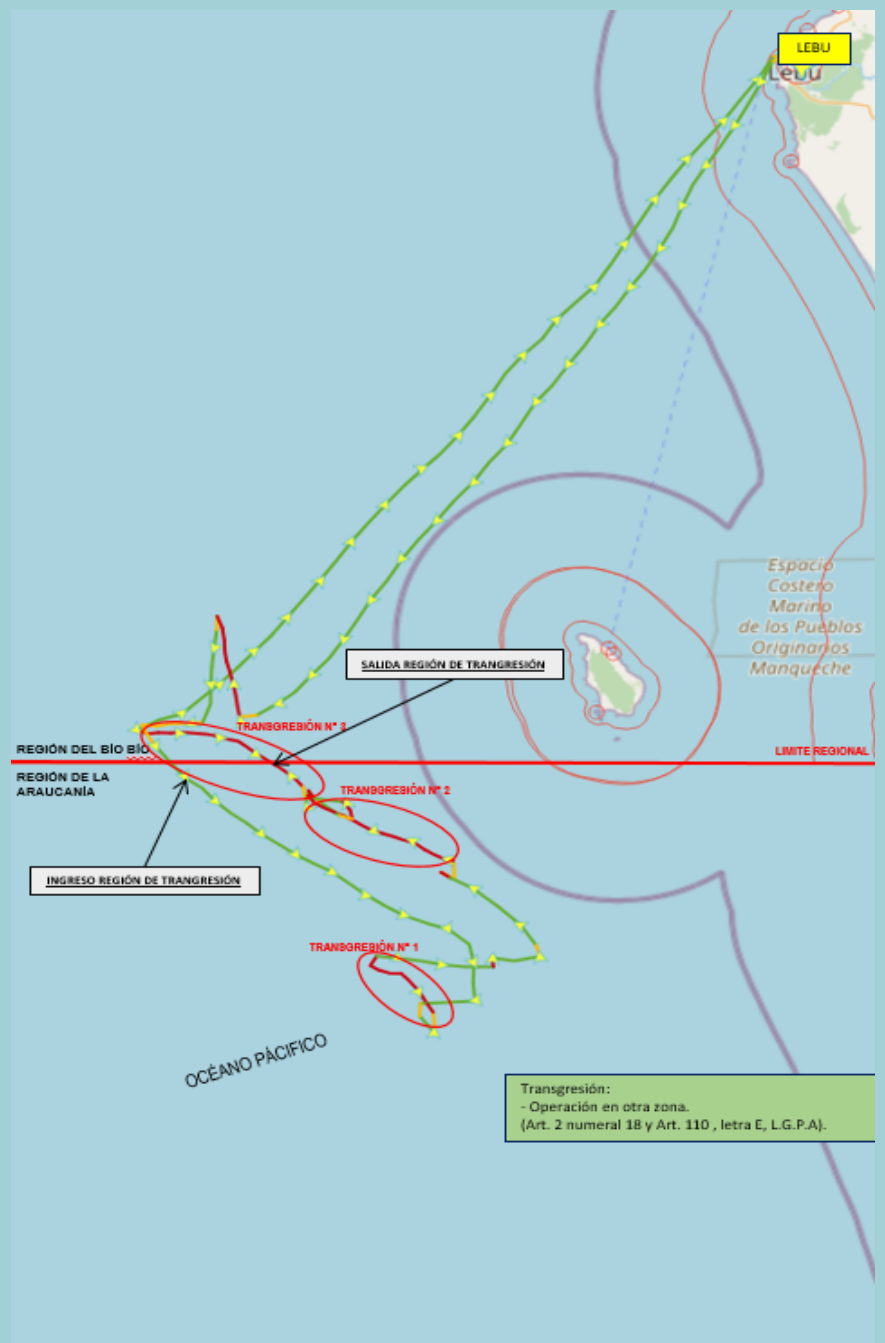 LEBU
Lebu
Espacio
Costero
Marino
de los Pueblos
Originarios
Manqueche
SALIDA REGIÓN DE TRANGRESIÓN
TRANSGRESIÓN N° 3
REGIÓN DEL BÍO BÍO
LIMITE REGIONAL
REGIÓN DE LA
ARAUCANÍA
TRANSGRESIÓN N° 2
INGRESO REGIÓN DE TRANGRESIÓN
TRANSGRESIÓN N° 1
OCÉANO PÀCIFICO
Transgresión:
- Operación en otra zona.
(Art. 2 numeral 18 y Art. 110 , letra E, L.G.P.A).